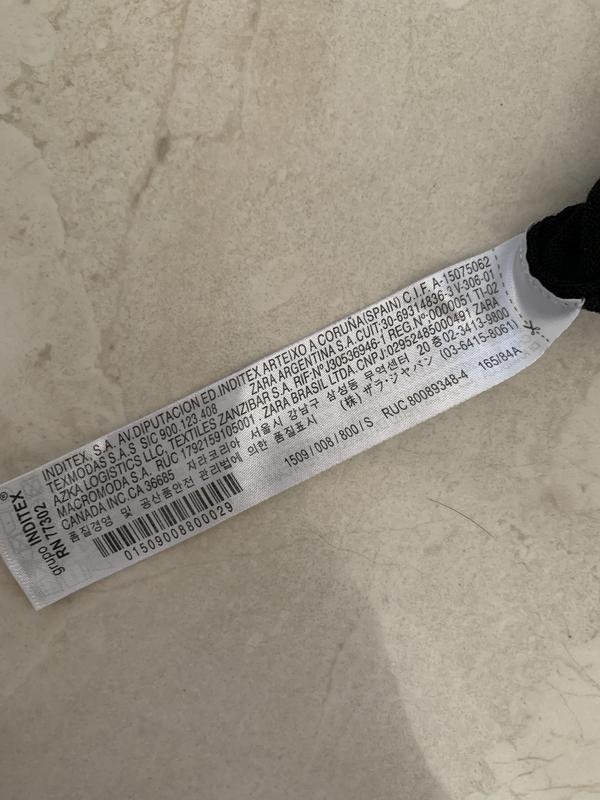 grupo INDITEX®
RN 77302
INDITEX, S.A. AV.DIPUTACION ED.INDITEX ARTEIXO A CORUÑA(SPAIN) C.I.F. A-15075062
TEXMODAS S.A.S SIC 900.123.408 ZARA ARGENTINA S.A. CUIT:30-69314836-3 V-306-01
AZKA LOGISTICS LLC. TEXTILES ZANZIBAR S.A. RIF:Nº J30536946-1 REG.Nº-0000051 TI-02
MACROMODA S.A. RUC 1792159105001 . ZARA BRASIL LTDA. CNPJ:02952485000491 ZARA
CANADA INC.CA 36685 자라코리아 서울시 강남구 삼성동 무역센터 20 층 02-3413-9800
품질경영 및 공산품안전 관리법에 의한 품질표시 (株) ザラ・ジャパン (03-6415-8061)
01509008800029
1509 / 008 / 800 / S RUC 80089348-4 165/84A